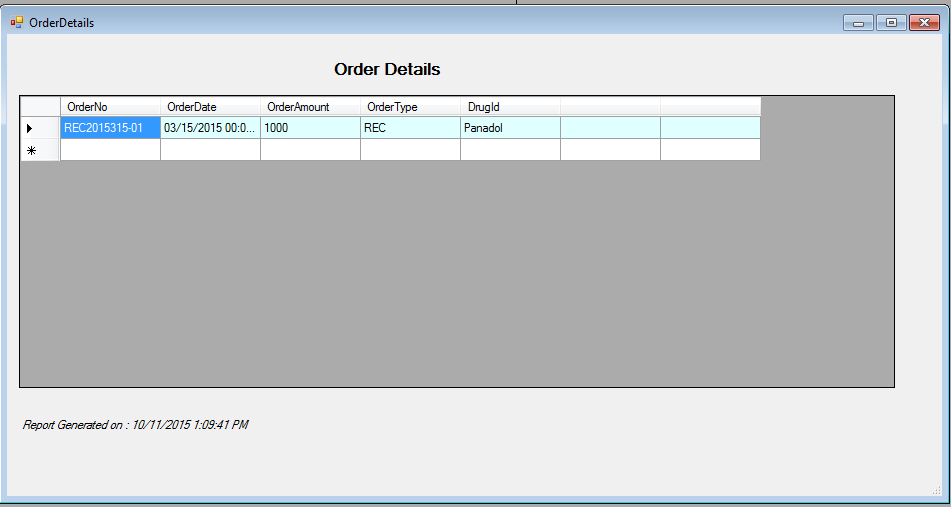 OrderDetails
Order Details
OrderNo OrderDate OrderAmount OrderType DrugId
REC2015315-01 03/15/2015 00:0... 1000 REC Panadol
Report Generated on : 10/11/2015 1:09:41 PM